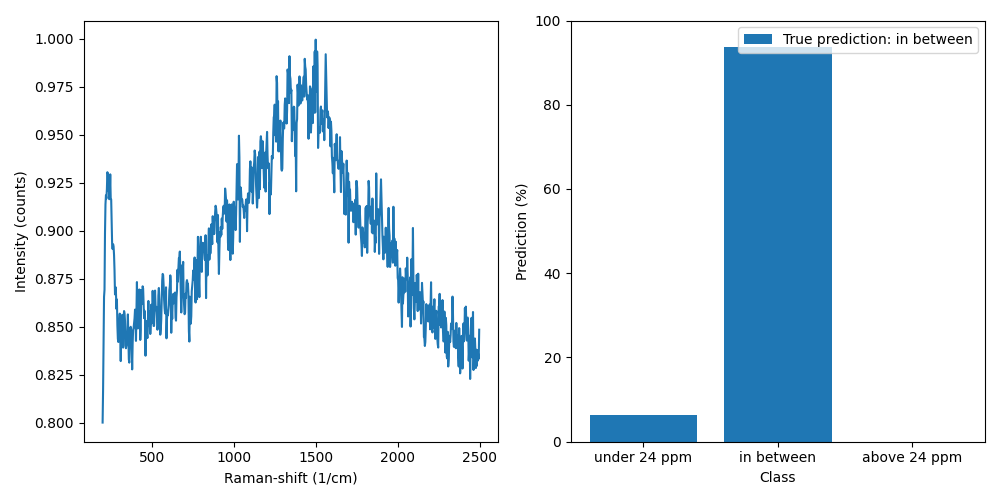 1.000
0.975
0.950
0.925
0.900
0.875
0.850
0.825
0.800
Intensity (counts)
500
1000
1500
2000
2500
Raman-shift (1/cm)
100
80
60
40
20
0
Prediction (%)
True prediction: in between
under 24 ppm
in between
above 24 ppm
Class